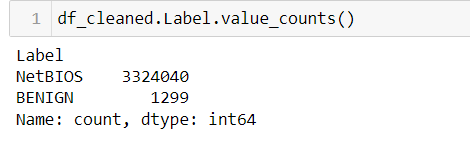 1 df_cleaned.Label.value_counts()
Label
NetBIOS 3324040
BENIGN 1299
Name: count, dtype: int64